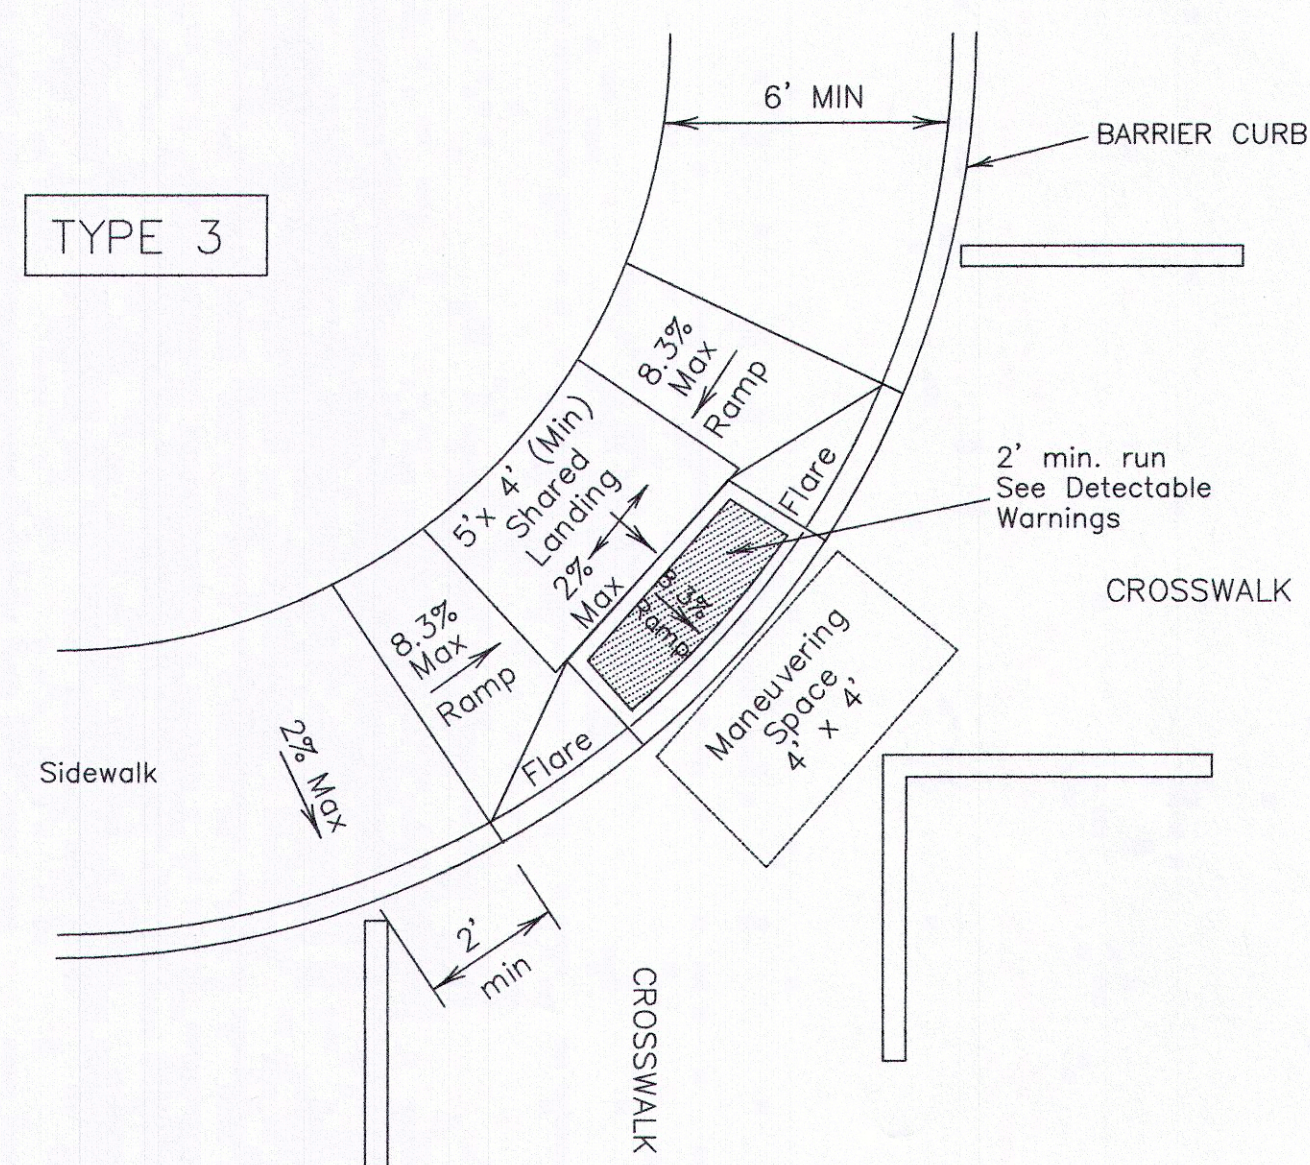 6' MIN
BARRIER CURB
TYPE 3
8.3%
Max
Ramp
5' x 4' (Min)
Shared
Landing
2%
Max
Flare
2' min. run
See Detectable
Warnings
8.3%
Ramp
CROSSWALK
8.3%
Max
Ramp
Maneuvering
Space
4' x 4'
Flare
2% Max
Sidewalk
2'
min
CROSSWALK